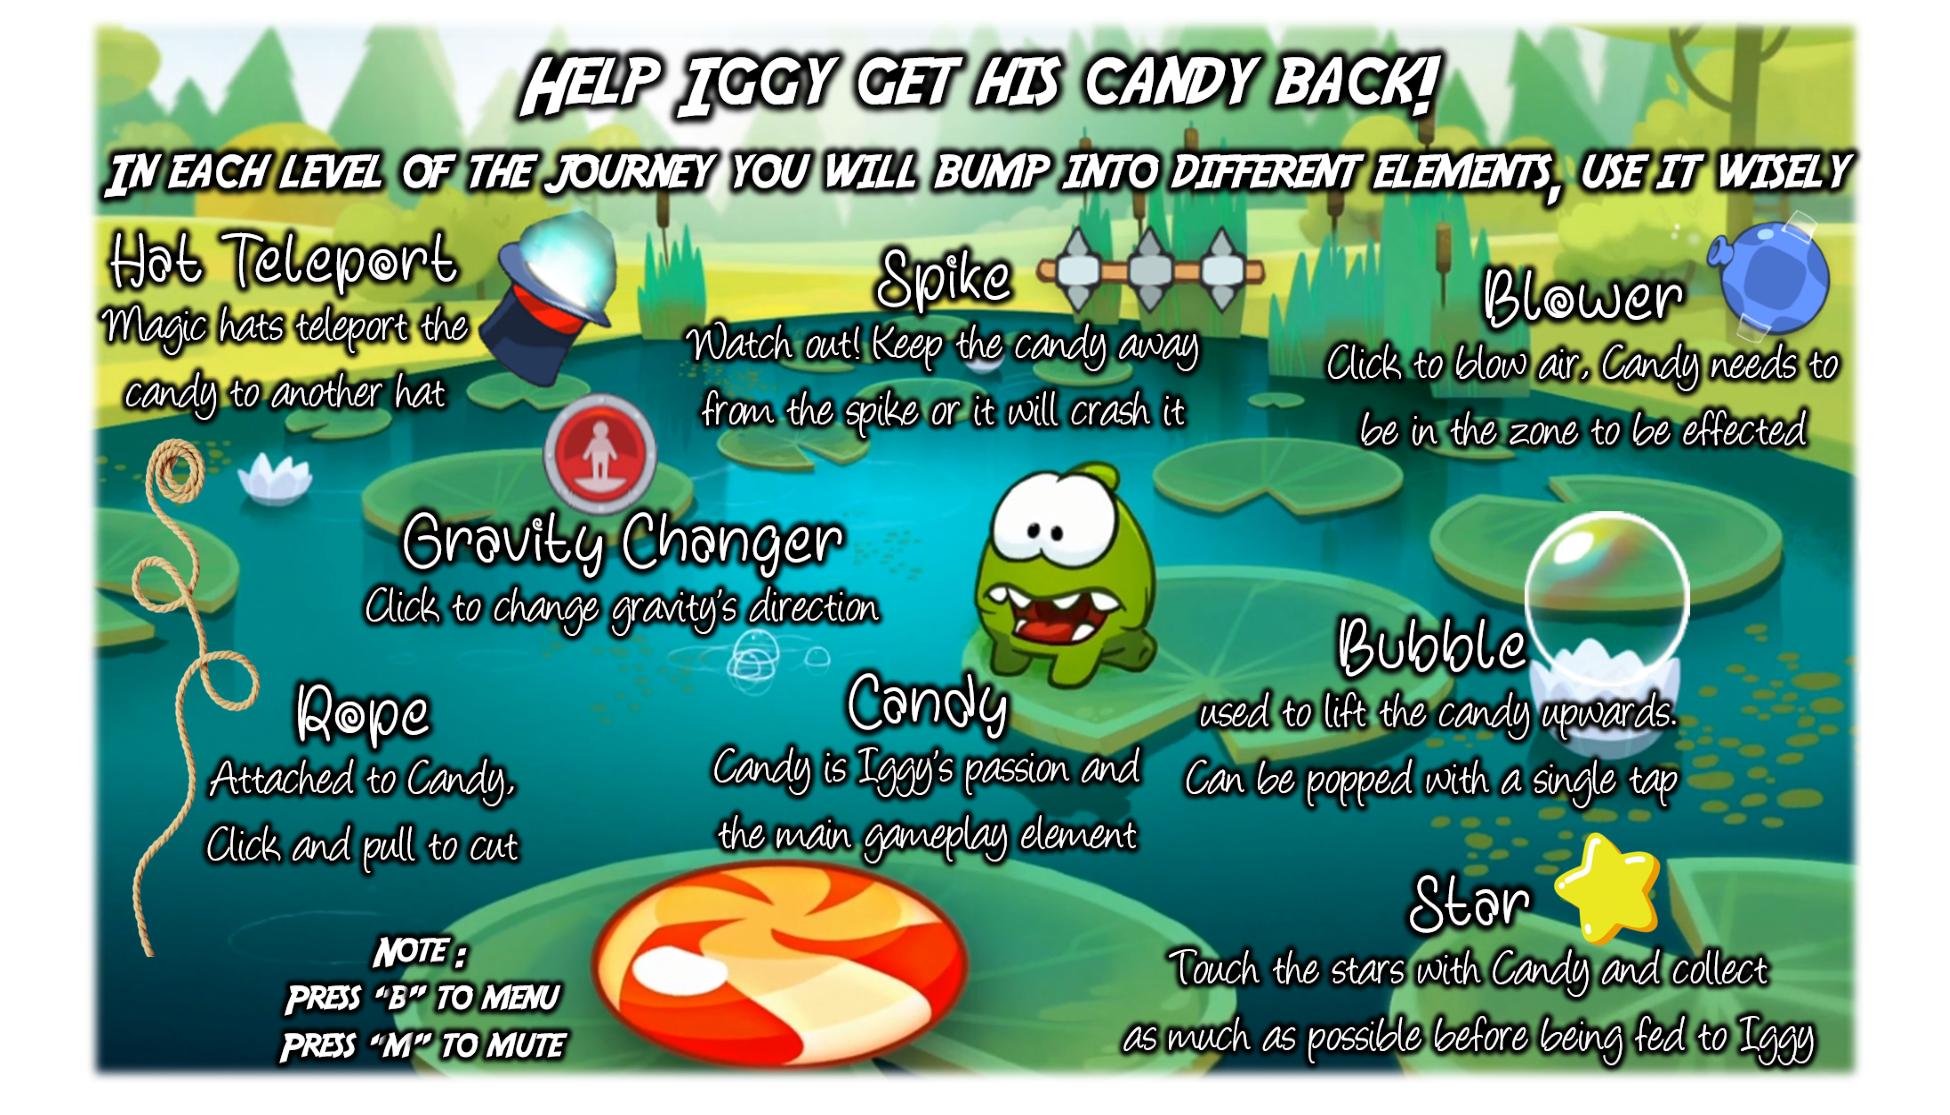 Help Iggy get his candy back!
In each level of the journey you will bump into different elements, use it wisely
Hat Teleport
Magic hats teleport the
candy to another hat
Spike
Watch out! Keep the candy away
from the spike or it will crash it
Blower
Click to blow air, Candy needs to
be in the zone to be effected
Gravity Changer
Click to change gravity's direction
Rope
Attached to Candy,
Click and pull to cut
Candy
Candy is Iggy's passion and
the main gameplay element
Bubble
used to lift the candy upwards.
Can be popped with a single tap
Star
Touch the stars with Candy and collect
as much as possible before being fed to Iggy
Note :
Press "B" to menu
Press "M" to mute